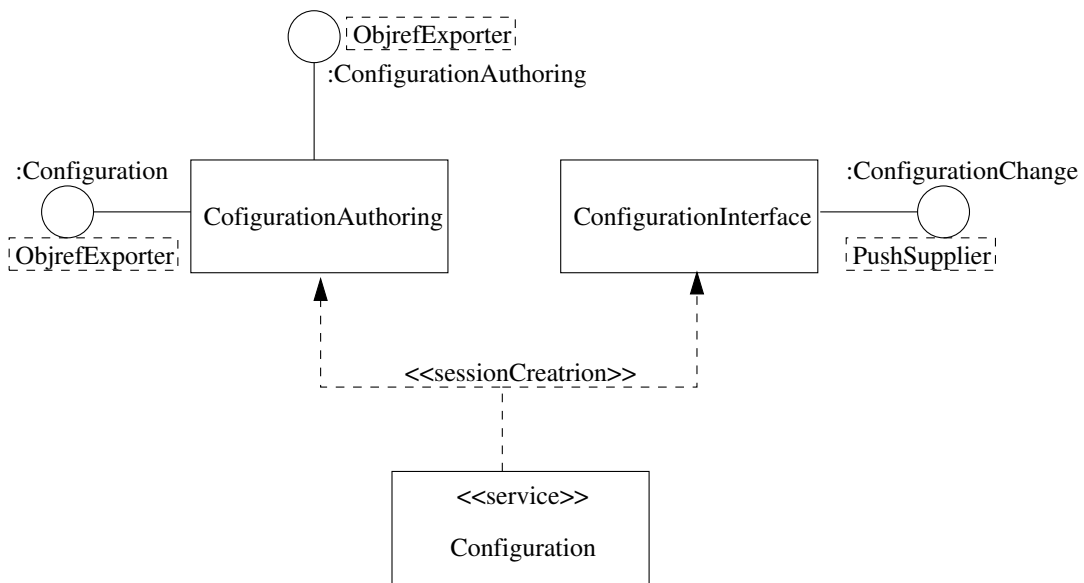 ObjrefExporter
:ConfigurationAuthoring
:Configuration
:ConfigurationChange
CofigurationAuthoring
ConfigurationInterface
ObjrefExporter
PushSupplier
<<sessionCreatrion>>
<<service>>
Configuration